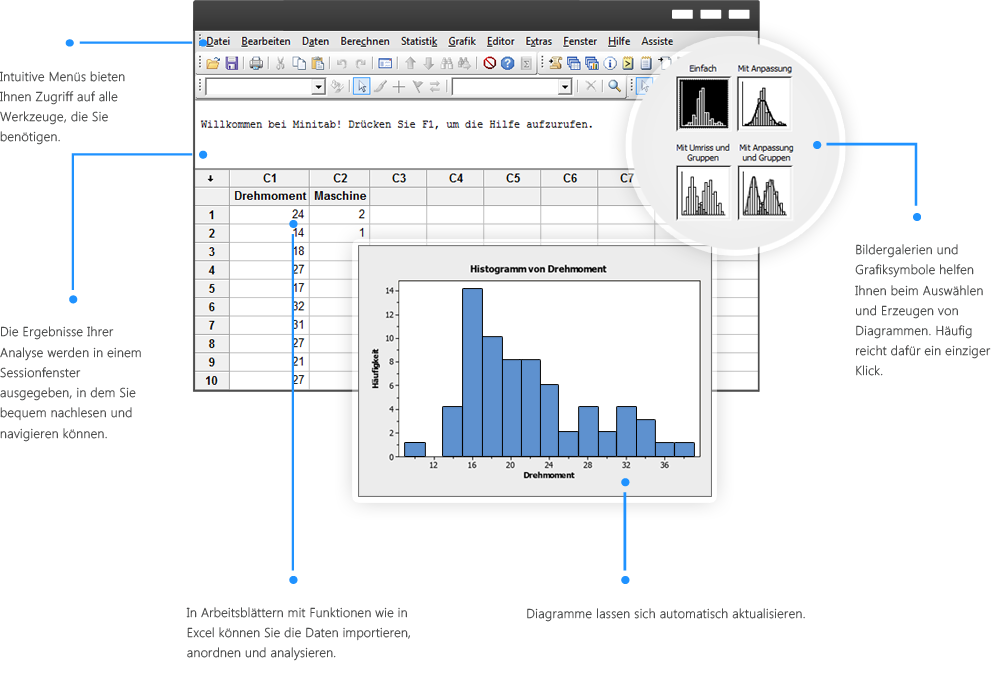 Datei Bearbeiten Daten Berechnen Statistik Grafik Editor Extras Fenster Hilfe Assiste
Intuitive Menüs bieten
Ihnen Zugriff auf alle
Werkzeuge, die Sie
benötigen.
Willkommen bei Minitab! Drücken Sie F1, um die Hilfe aufzurufen.
Einfach Mit Anpassung
Mit Umriss und
Gruppen
Mit Anpassung
und Gruppen
C1 C2 C3 C4 C5 C6 C7
Drehmoment Maschine
1 24 2
2 14 1
3 18
4 27
5 17
6 32
7 31
8 27
9 21
10 27
Histogramm von Drehmoment
Häufigkeit
14
12
10
8
6
4
2
0
12 16 20 24 28 32 36
Drehmoment
Bildergalerien und
Grafiksymbole helfen
Ihnen beim Auswählen
und Erzeugen von
Diagrammen. Häufig
reicht dafür ein einziger
Klick.
Die Ergebnisse Ihrer
Analyse werden in einem
Sessionfenster
ausgegeben, in dem Sie
bequem nachlesen und
navigieren können.
In Arbeitsblättern mit Funktionen wie in
Excel können Sie die Daten importieren,
anordnen und analysieren.
Diagramme lassen sich automatisch aktualisieren.